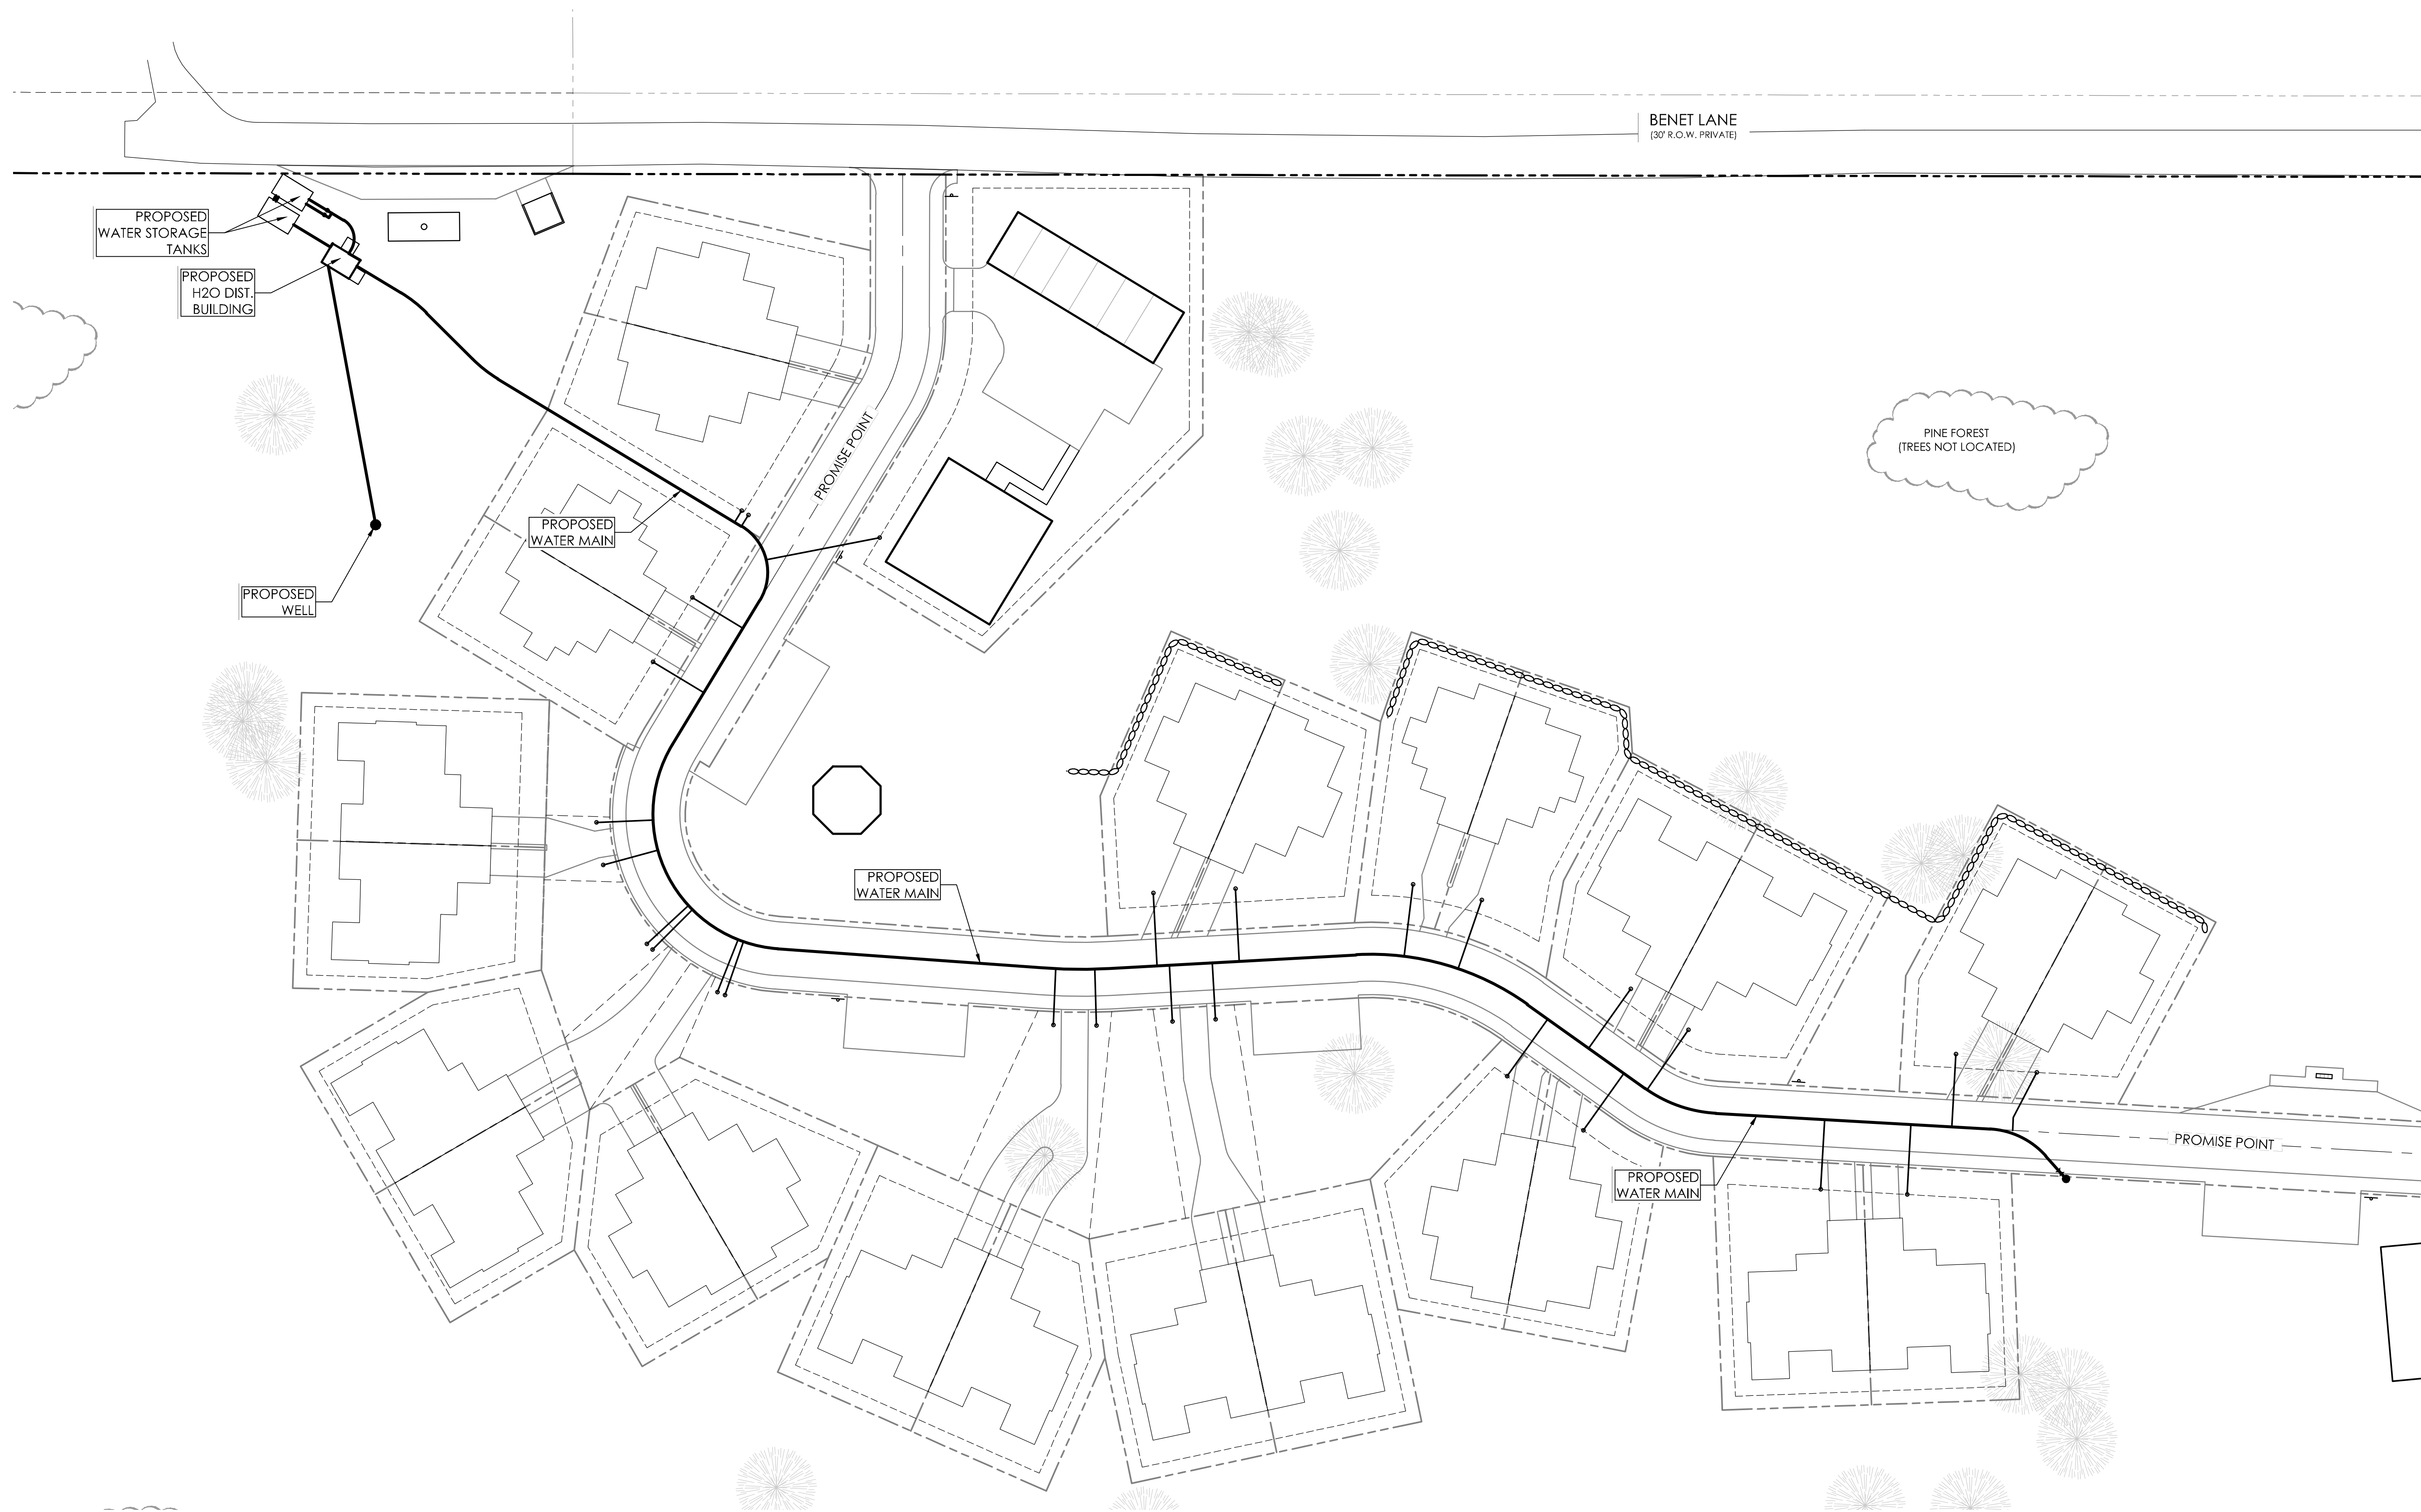 BENET LANE
(30' R.O.W. PRIVATE)
PROPOSED
WATER STORAGE
TANKS
PROPOSED
H2O DIST.
BUILDING
PROMISE POINT
PINE FOREST
(TREES NOT LOCATED)
PROPOSED
WATER MAIN
PROPOSED
WELL
PROPOSED
WATER MAIN
PROMISE POINT
PROPOSED
WATER MAIN